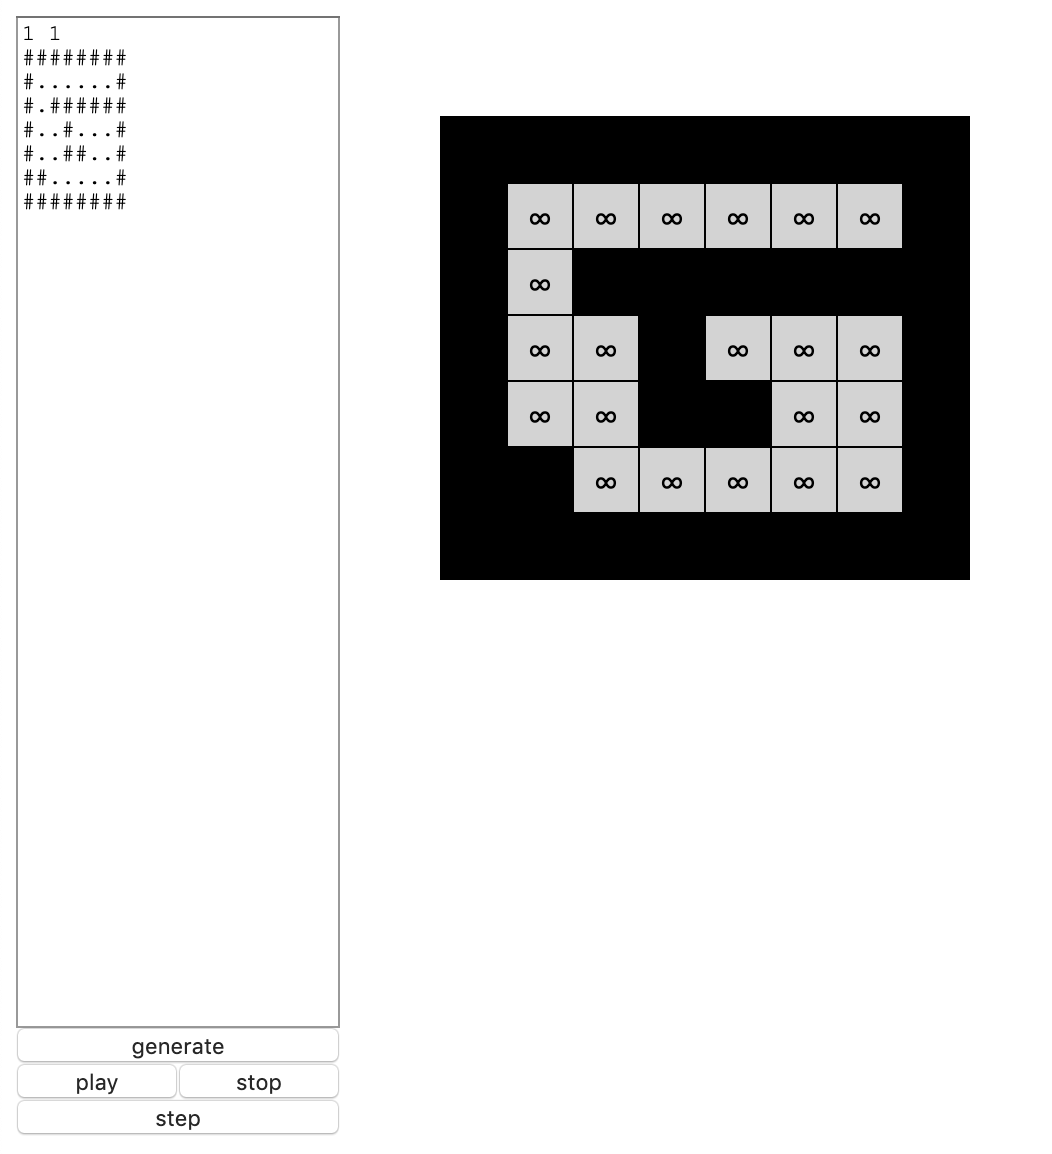 1 1
########
#......#
#.######
#..#...#
#..##..#
##.....#
########
∞ ∞ ∞ ∞ ∞ ∞
∞
∞ ∞ ∞ ∞ ∞
∞ ∞ ∞ ∞
∞ ∞ ∞ ∞ ∞
generate
play stop
step